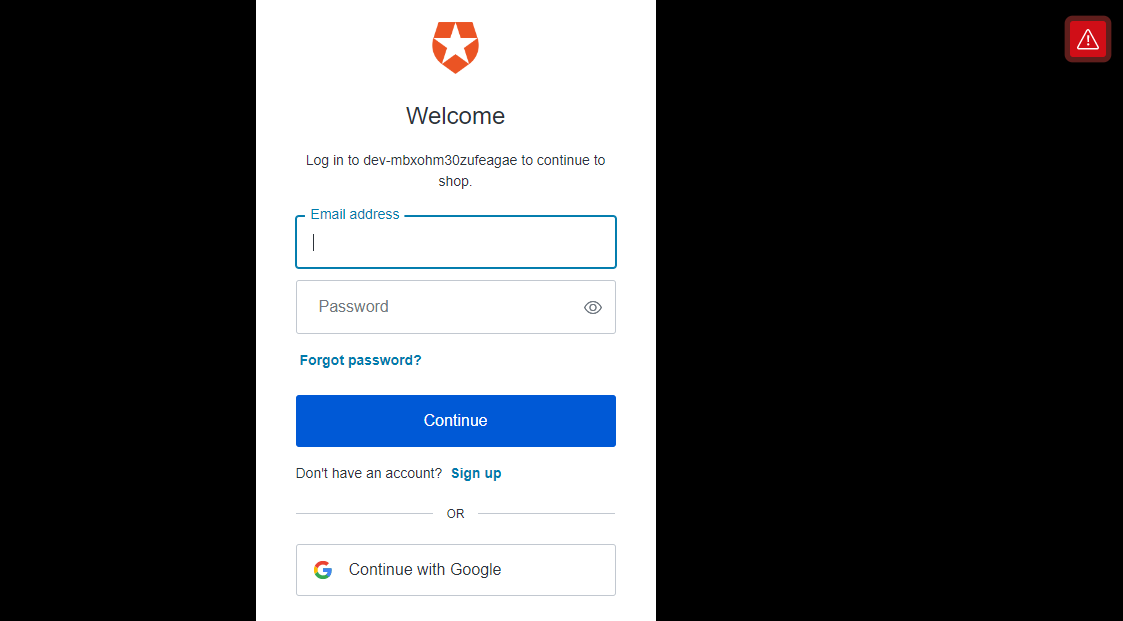 Welcome
Log in to dev-mbxohm30zufeagae to continue to
shop.
Email address
Password
Forgot password?
Continue
Don't have an account? Sign up
OR
Continue with Google